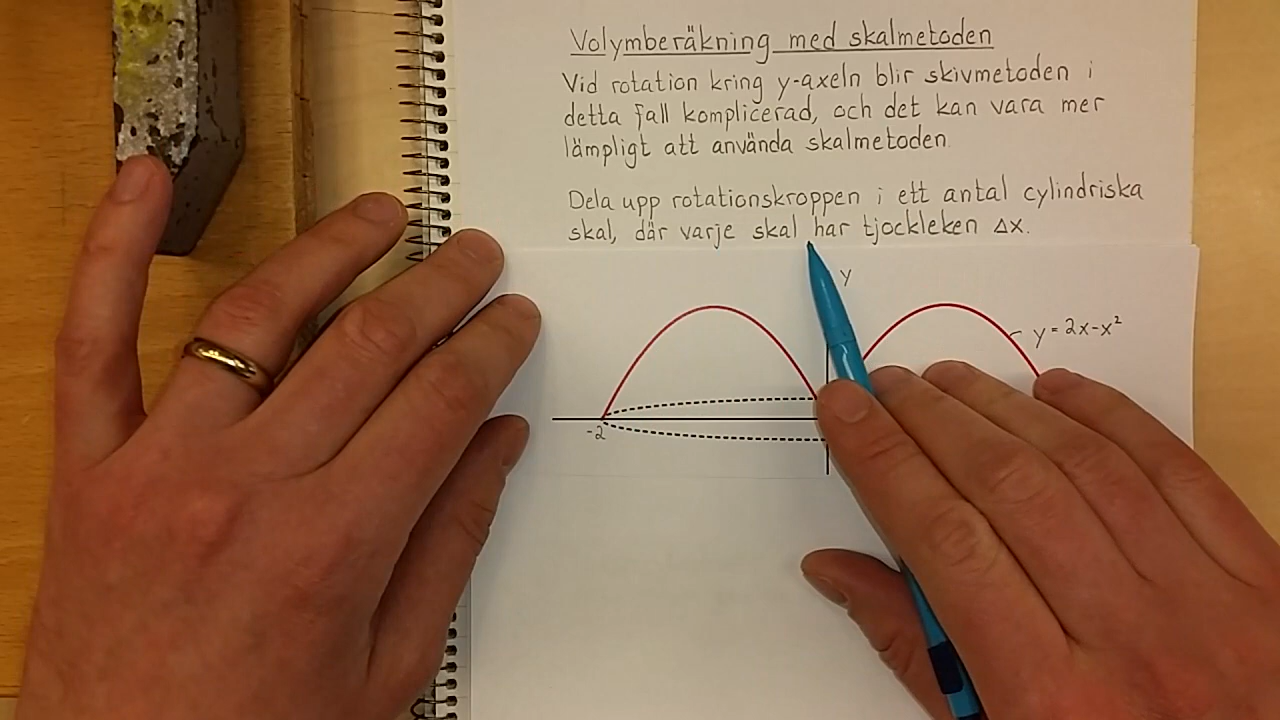 Volymberäkning med skalmetoden
Vid rotation kring y-axeln blir skivmetoden i
detta fall komplicerad, och det kan vara mer
lämpligt att använda skalmetoden.
Dela upp rotationskroppen i ett antal cylindriska
skal, där varje skal har tjockleken Δx.
y
y = 2x-x²
-2